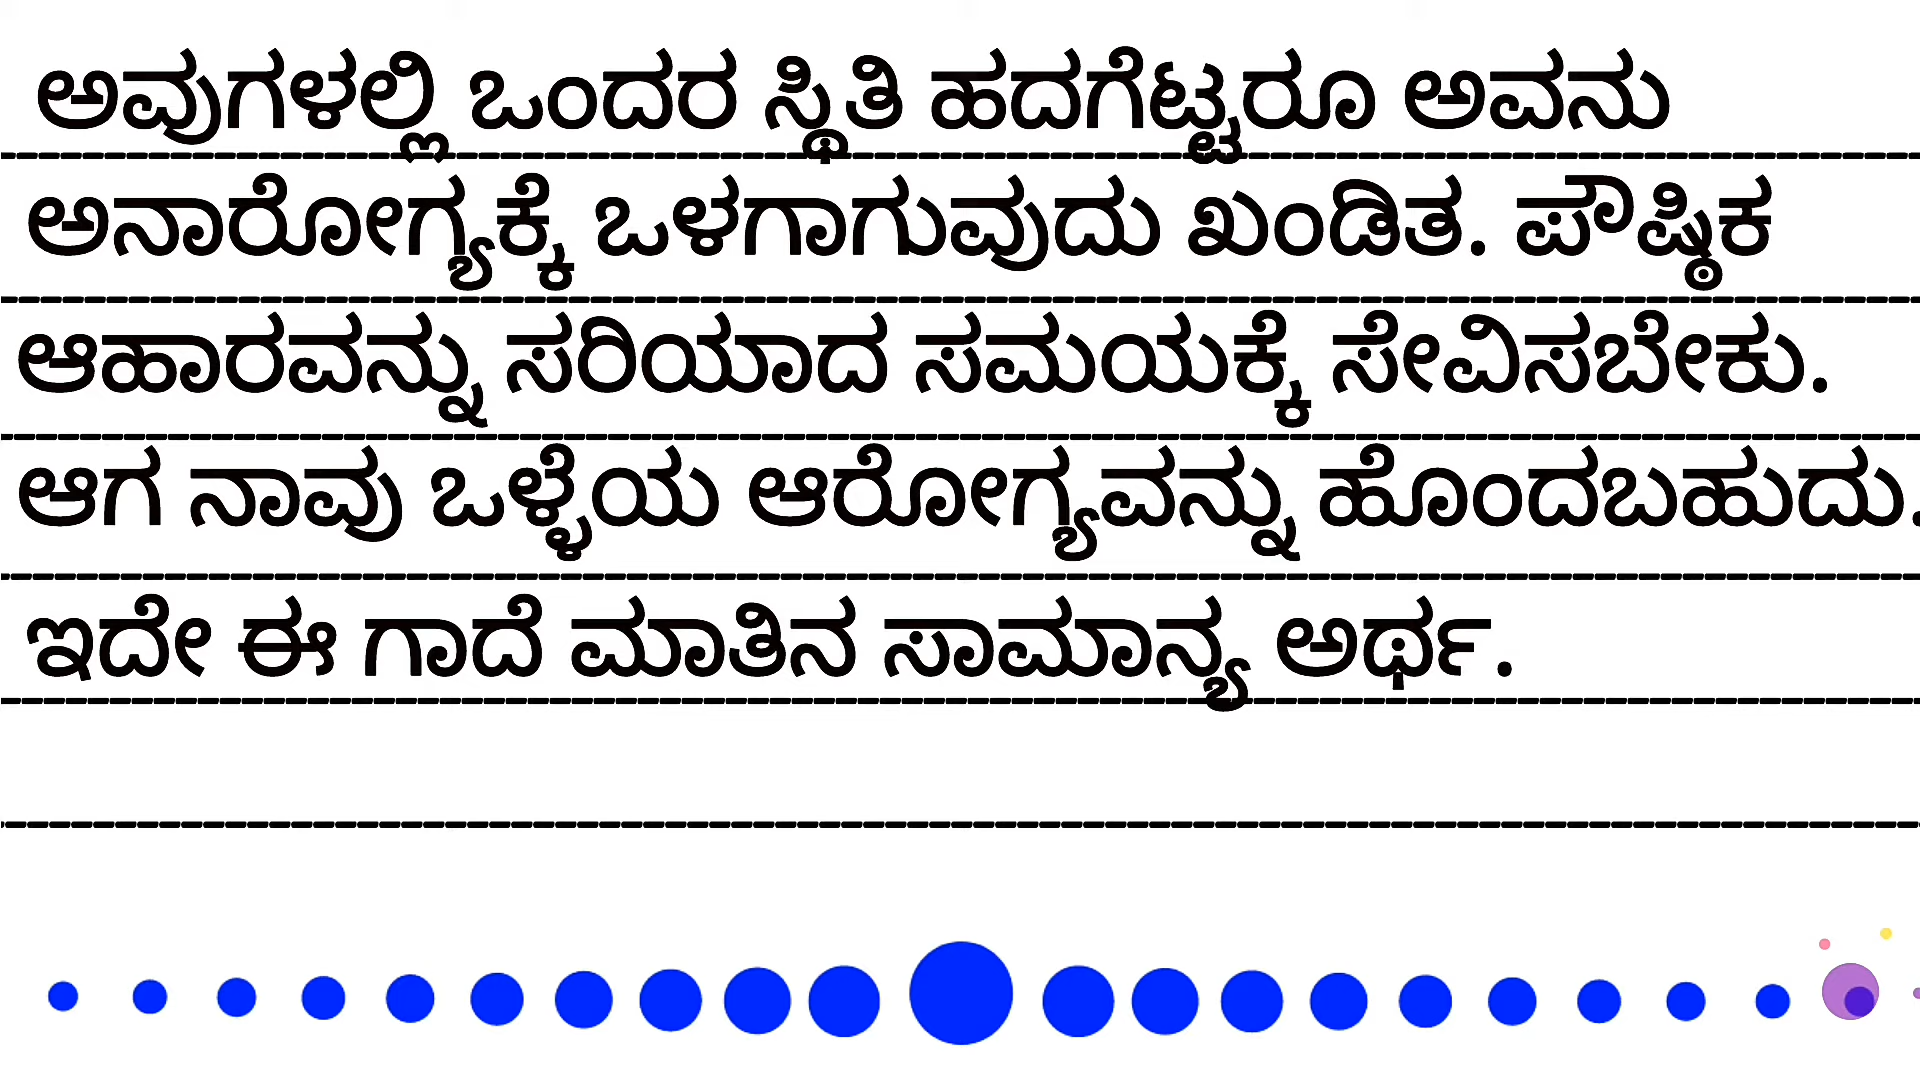 ಅವುಗಳಲ್ಲಿ ಒಂದರ ಸ್ಥಿತಿ ಹದಗೆಟ್ಟರೂ ಅವನು
ಅನಾರೋಗ್ಯಕ್ಕೆ ಒಳಗಾಗುವುದು ಖಂಡಿತ. ಪೌಷ್ಠಿಕ
ಆಹಾರವನ್ನು ಸರಿಯಾದ ಸಮಯಕ್ಕೆ ಸೇವಿಸಬೇಕು.
ಆಗ ನಾವು ಒಳ್ಳೆಯ ಆರೋಗ್ಯವನ್ನು ಹೊಂದಬಹುದು.
ಇದೇ ಈ ಗಾದೆ ಮಾತಿನ ಸಾಮಾನ್ಯ ಅರ್ಥ.